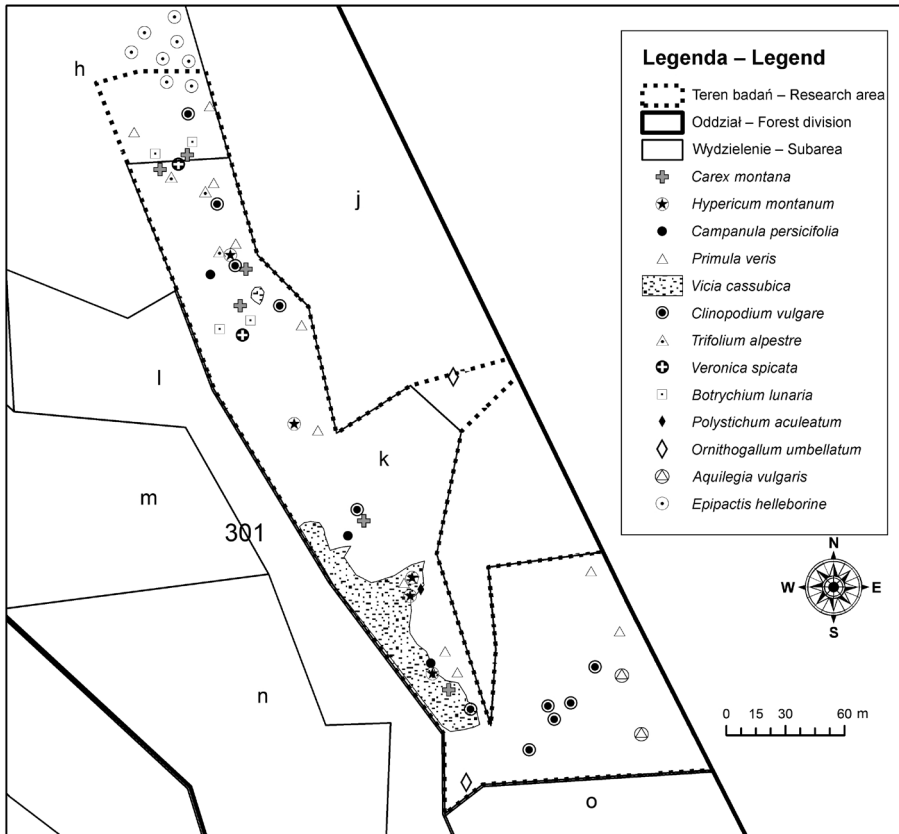 h
j
l
k
m
301
n
o
Legenda – Legend
Teren badań – Research area
Oddział – Forest division
Wydzielenie – Subarea
Carex montana
Hypericum montanum
Campanula persicifolia
Primula veris
Vicia cassubica
Clinopodium vulgare
Trifolium alpestre
Veronica spicata
Botrychium lunaria
Polystichum aculeatum
Ornithogallum umbellatum
Aquilegia vulgaris
Epipactis helleborine
N
W E
S
0 15 30 60 m